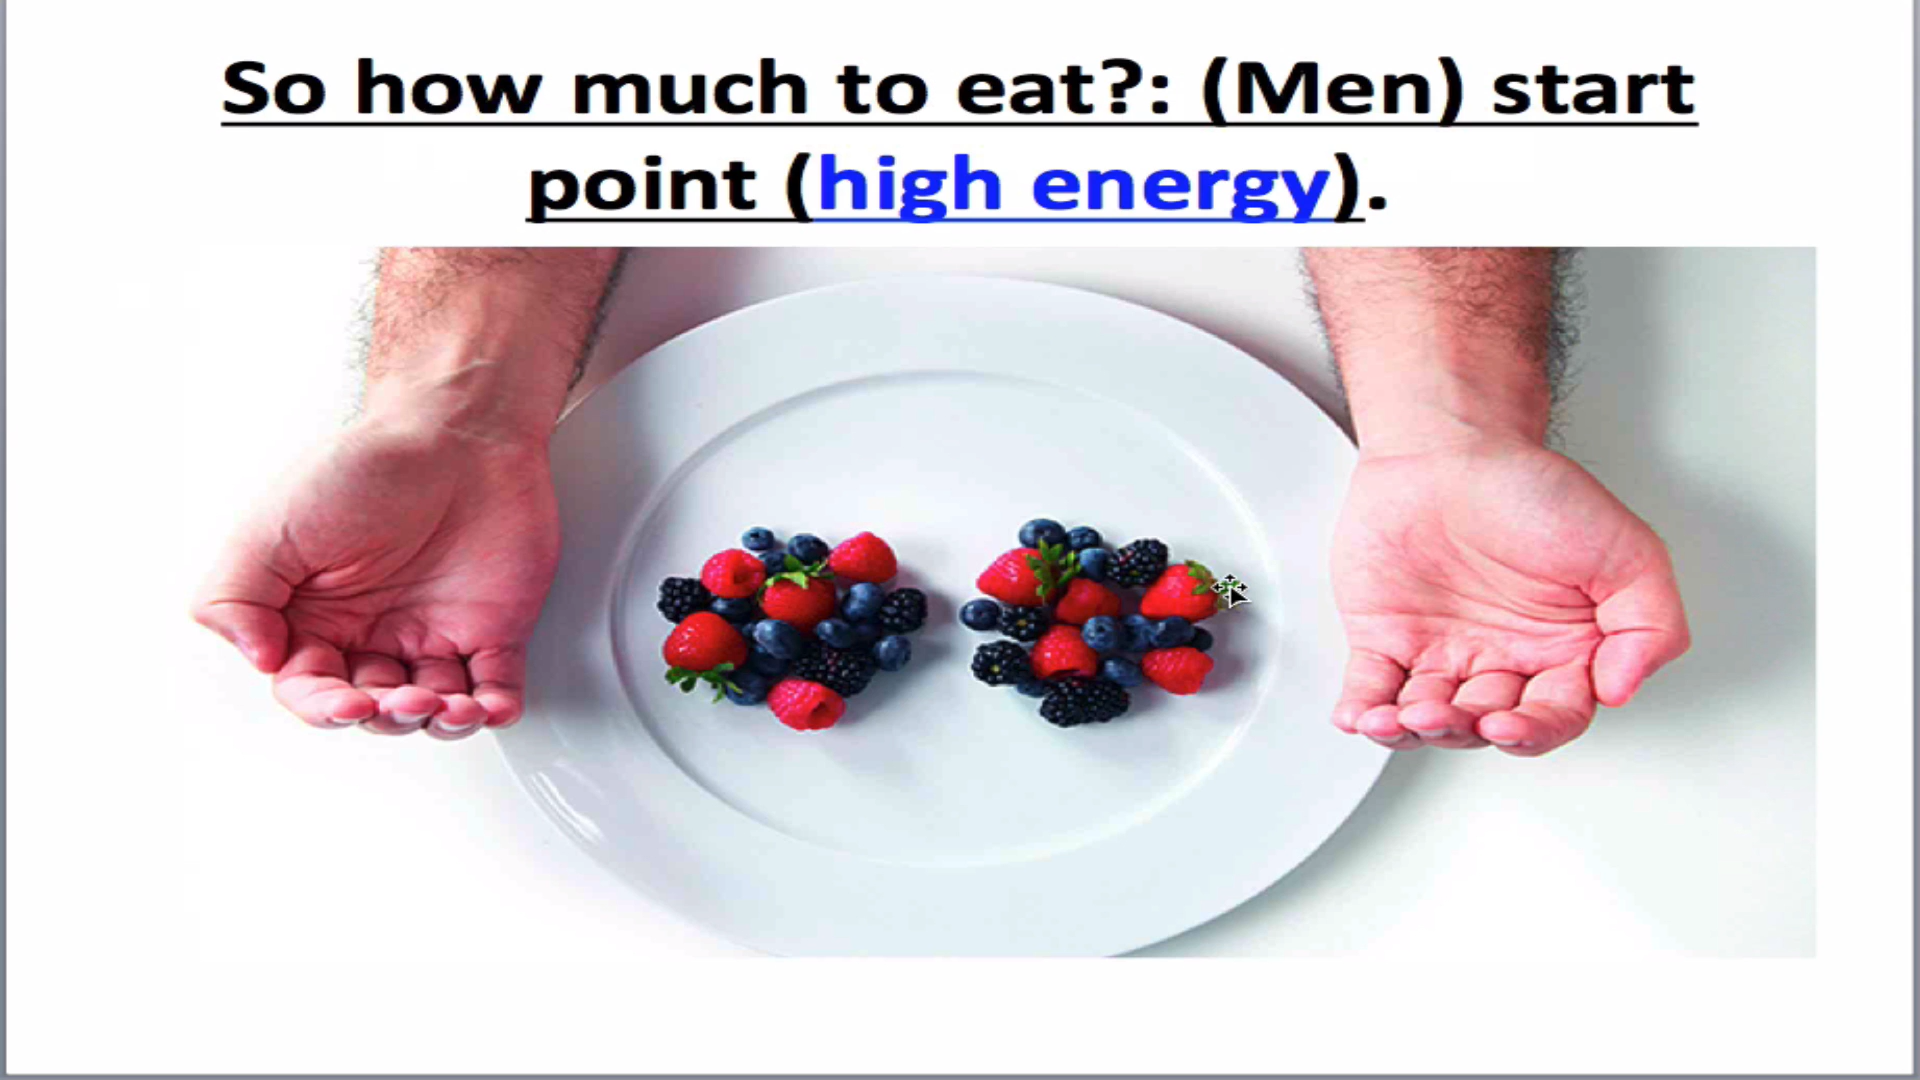 So how much to eat?: (Men) start
point (high energy).